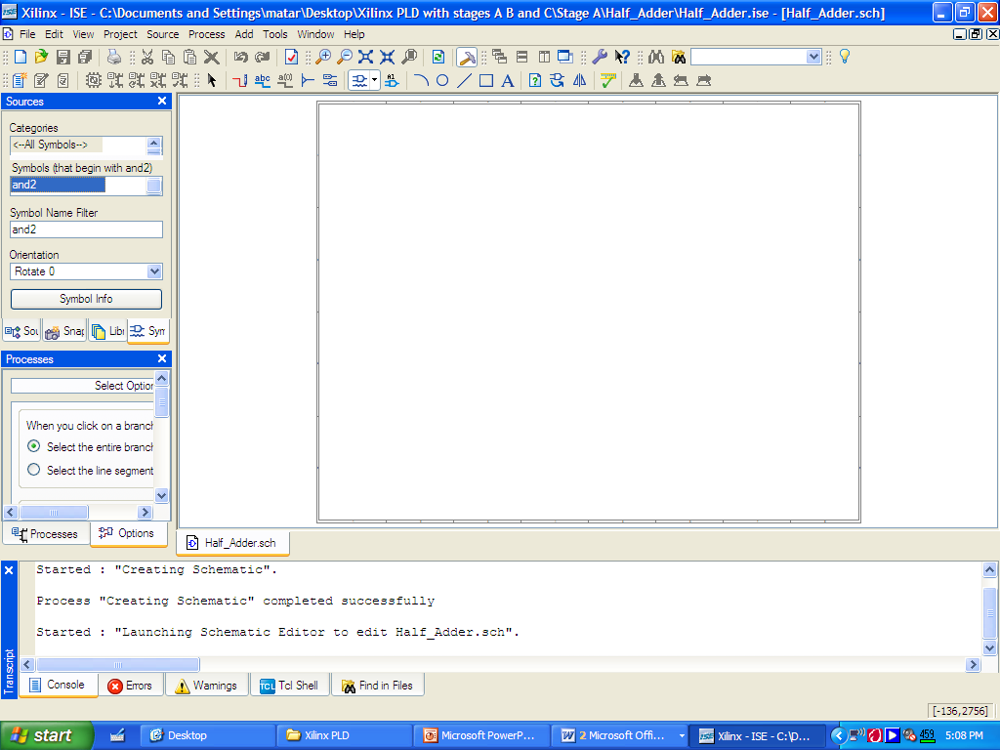 Xilinx - ISE - C:\Documents and Settings\matar\Desktop\Xilinx PLD with stages A B and C\Stage A\Half_Adder\Half_Adder.ise - [Half_Adder.sch]
File Edit View Project Source Process Add Tools Window Help
abc
A
Sources
Categories
<--All Symbols-->
Symbols (that begin with and2)
and2
Symbol Name Filter
and2
Orientation
Rotate 0
Symbol Info
Sou Snap Libr Sym
Processes
Select Option
When you click on a branch
Select the entire branch
Select the line segment
Processes Options
Half_Adder.sch
Started : "Creating Schematic".
Process "Creating Schematic" completed successfully
Started : "Launching Schematic Editor to edit Half_Adder.sch".
Transcript
Console Errors Warnings TCL Tcl Shell Find in Files
[-136,2756]
start Desktop Xilinx PLD Microsoft PowerP... 2 Microsoft Offi... ISE Xilinx - ISE - C:\D... 459 5:08 PM